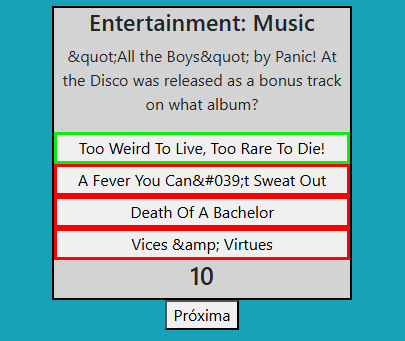 Entertainment: Music
&quot;All the Boys&quot; by Panic! At
the Disco was released as a bonus track
on what album?
Too Weird To Live, Too Rare To Die!
A Fever You Can&#039;t Sweat Out
Death Of A Bachelor
Vices &amp; Virtues
10
Próxima